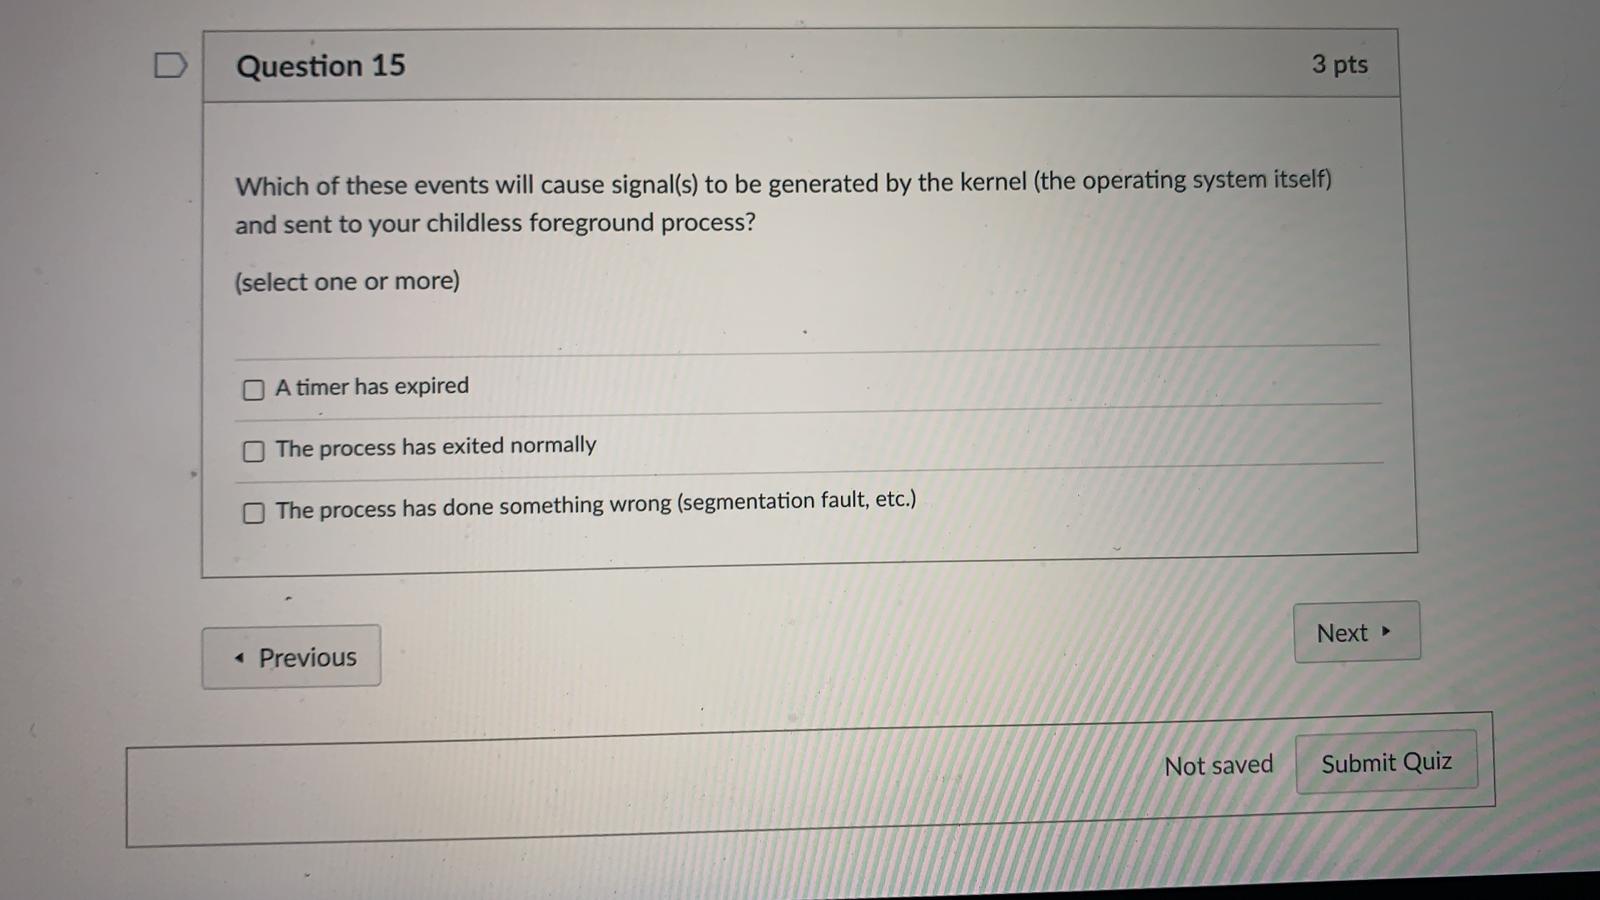 Question 15
3 pts
Which of these events will cause signal(s) to be generated by the kernel (the operating system itself)
and sent to your childless foreground process?
(select one or more)
A timer has expired
The process has exited normally
The process has done something wrong (segmentation fault, etc.)
Previous
Next
Not saved
Submit Quiz